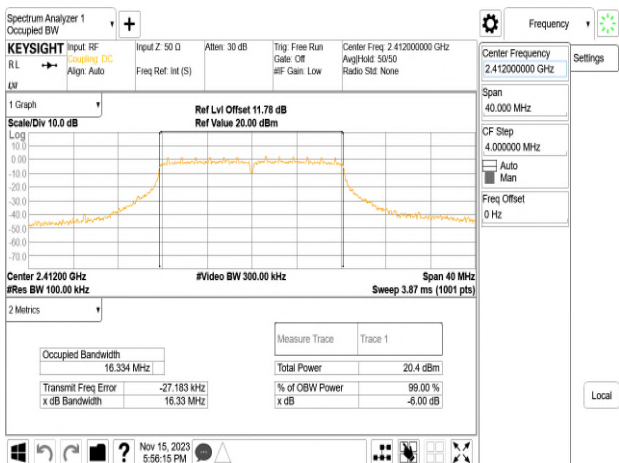 Spectrum Analyzer 1
Occupied BW
+
Frequency
KEYSIGHT
RL
Input: RF
Coupling: DC
Align: Auto
Input Z: 50 Ω
Freq Ref: Int (S)
Atten: 30 dB
Trig: Free Run
Gate: Off
#IF Gain: Low
Center Freq: 2.412000000 GHz
Avg|Hold: 50/50
Radio Std: None
LXI
Center Frequency
2.412000000 GHz
Settings
Span
40.000 MHz
CF Step
4.000000 MHz
Auto
Man
Freq Offset
0 Hz
Local
1 Graph
Scale/Div 10.0 dB
Ref Lvl Offset 11.78 dB
Ref Value 20.00 dBm
Log
10.0
0.00
-10.0
-20.0
-30.0
-40.0
-50.0
-60.0
-70.0
Center 2.41200 GHz
#Video BW 300.00 kHz
Span 40 MHz
#Res BW 100.00 kHz
Sweep 3.87 ms (1001 pts)
2 Metrics
Measure Trace Trace 1
Occupied Bandwidth
16.334 MHz
Total Power 20.4 dBm
Transmit Freq Error -27.183 kHz
% of OBW Power 99.00 %
x dB Bandwidth 16.33 MHz
x dB -6.00 dB
?
Nov 15, 2023
5:56:15 PM